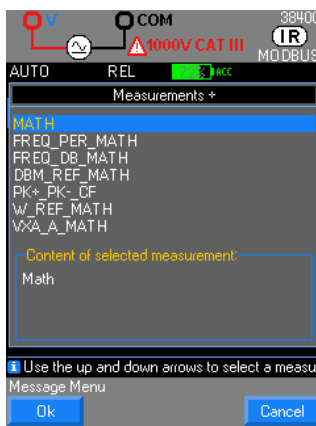 V COM 38400
1000V CAT III IR
MODBUS
AUTO REL ACC
Measurements +
MATH
FREQ_PER_MATH
FREQ_DB_MATH
DBM_REF_MATH
PK+_PK-_CF
W_REF_MATH
VXA_A_MATH
Content of selected measurement:
Math
Use the up and down arrows to select a measu
Message Menu
Ok Cancel